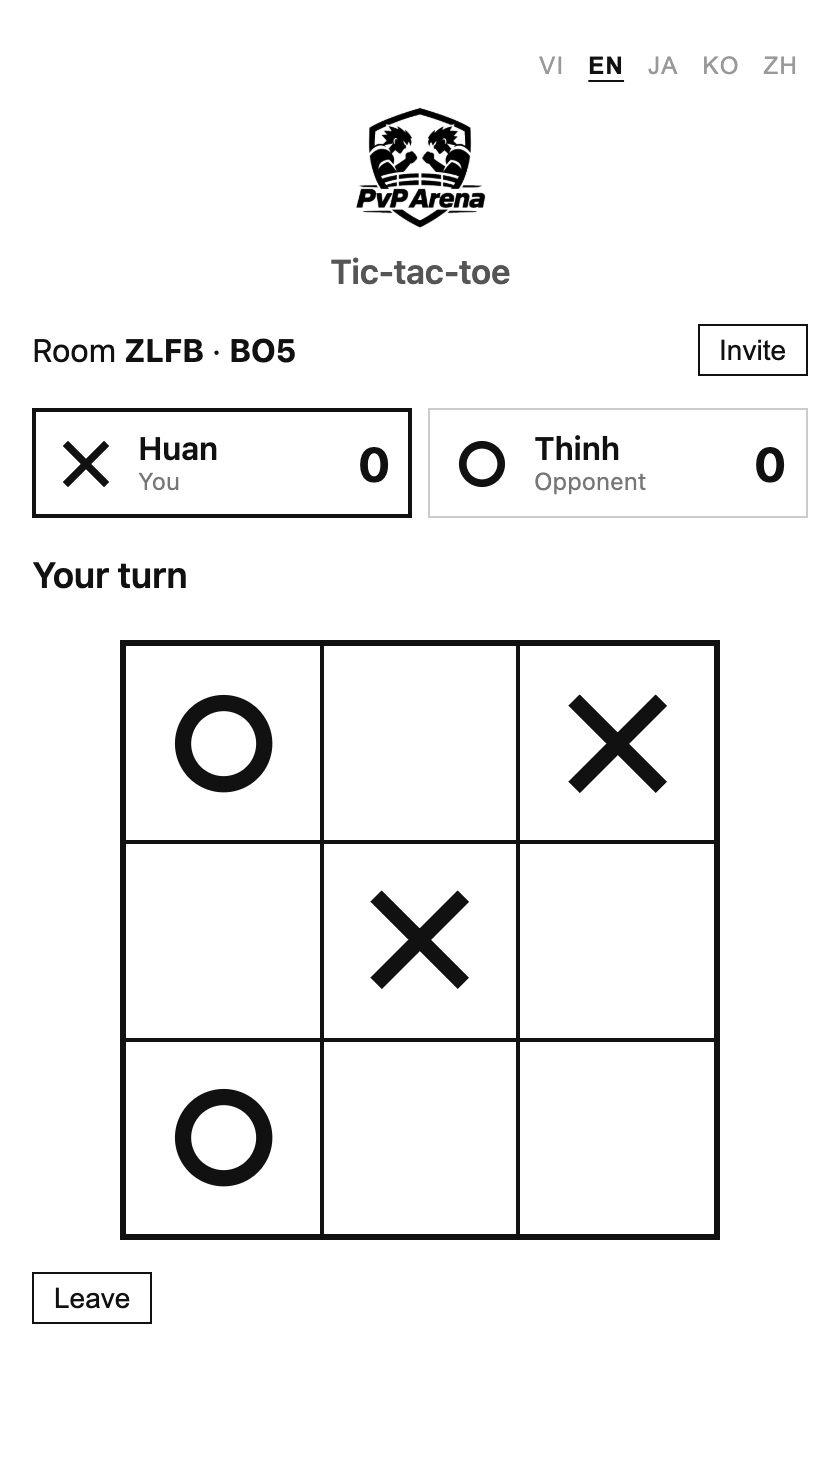 VI EN JA KO ZH
PvP Arena
Tic-tac-toe
Room ZLFB · BO5
Invite
Huan
You
0
Thinh
Opponent
0
Your turn
Leave